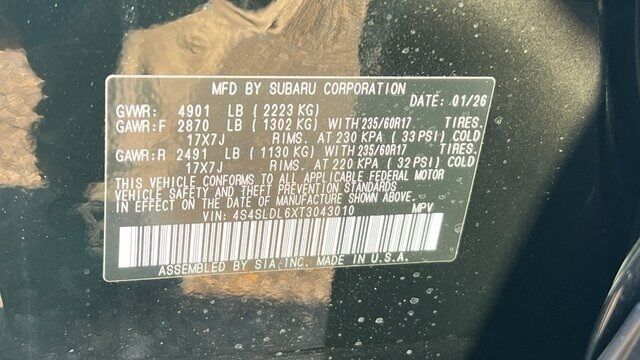 MFD BY SUBARU CORPORATION
DATE: 01/26
GVWR: 4901 LB (2223 KG)
GAWR:F 2870 LB (1302 KG) WITH 235/60R17 TIRES.
17X7J RIMS. AT 230 KPA (33 PSI) COLD
GAWR:R 2491 LB (1130 KG) WITH 235/60R17 TIRES.
17X7J RIMS. AT 220 KPA (32 PSI) COLD
THIS VEHICLE CONFORMS TO ALL APPLICABLE FEDERAL MOTOR
VEHICLE SAFETY AND THEFT PREVENTION STANDARDS
IN EFFECT ON THE DATE OF MANUFACTURE SHOWN ABOVE.
VIN: 4S4SLDL6XT3043010 MPV
ASSEMBLED BY SIA, INC. MADE IN U.S.A.